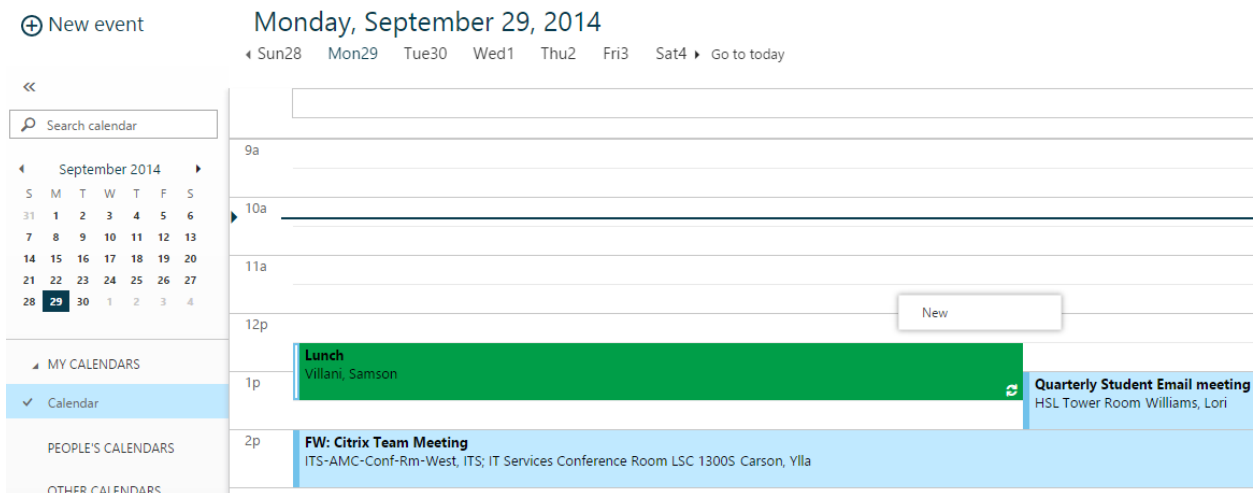 New event
Monday, September 29, 2014
Sun28 Mon29 Tue30 Wed1 Thu2 Fri3 Sat4 Go to today
Search calendar
September 2014
S M T W T F S
31 1 2 3 4 5 6
7 8 9 10 11 12 13
14 15 16 17 18 19 20
21 22 23 24 25 26 27
28 29 30 1 2 3 4
MY CALENDARS
Calendar
PEOPLE'S CALENDARS
OTHER CALENDARS
9a
10a
11a
New
12p
Lunch
Villani, Samson
1p
Quarterly Student Email meeting
HSL Tower Room Williams, Lori
2p
FW: Citrix Team Meeting
ITS-AMC-Conf-Rm-West, ITS; IT Services Conference Room LSC 1300S Carson, Ylla